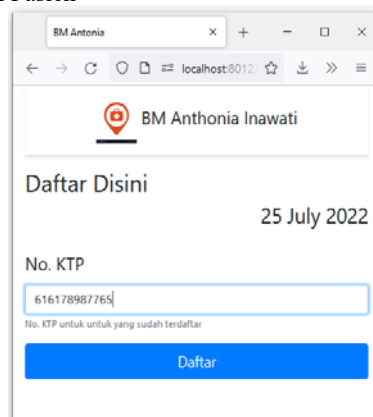 BM Antonia
localhost:8012/
BM Anthonia Inawati
Daftar Disini
25 July 2022
No. KTP
616178987765
No. KTP untuk untuk yang sudah terdaftar
Daftar